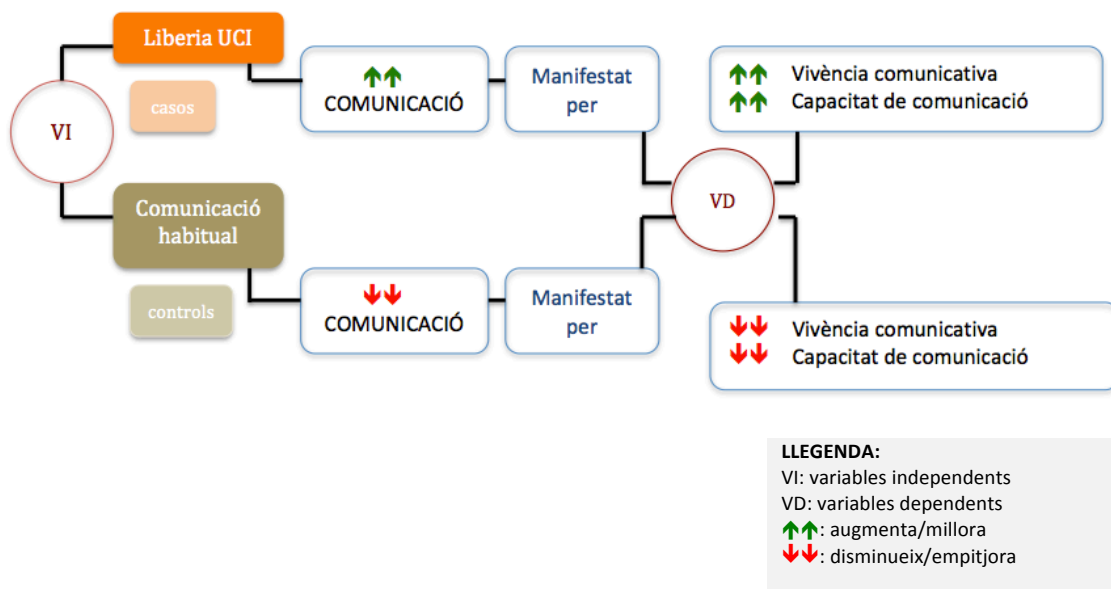 Liberia UCI
casos
VI
Comunicació
habitual
controls
↑↑
COMUNICACIÓ
Manifestat
per
↓↓
COMUNICACIÓ
Manifestat
per
VD
↑↑ Vivència comunicativa
↑↑ Capacitat de comunicació
↓↓ Vivència comunicativa
↓↓ Capacitat de comunicació
LLEGENDA:
VI: variables independents
VD: variables dependents
↑↑: augmenta/millora
↓↓: disminueix/empitjora